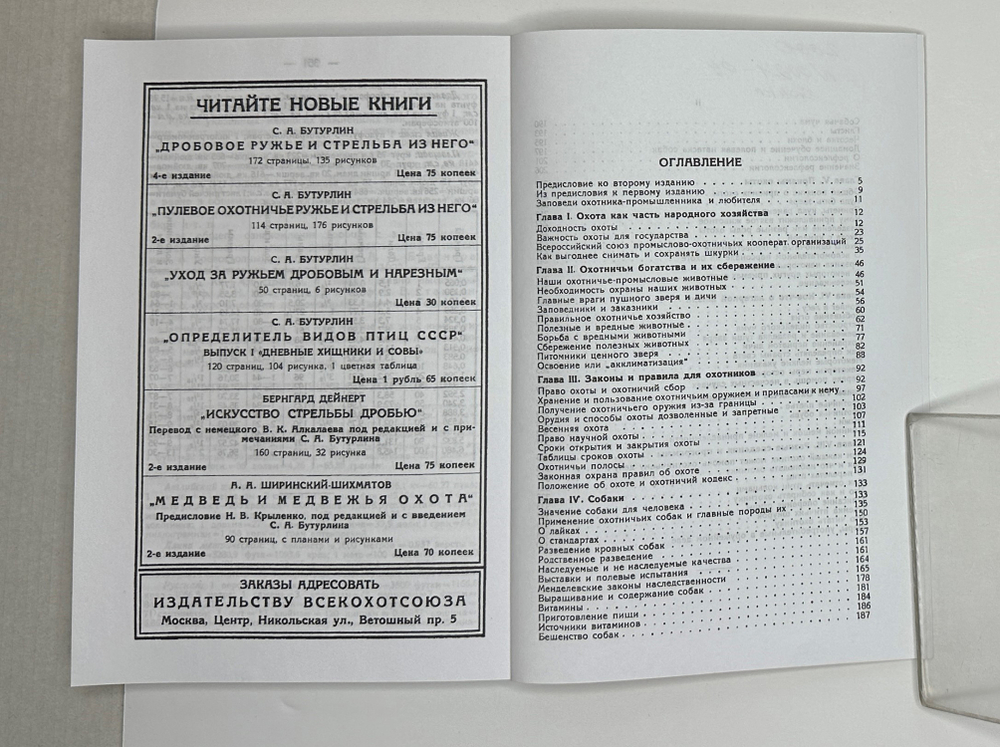 ЧИТАЙТЕ НОВЫЕ КНИГИ
С. А. БУТУРЛИН
„ДРОБОВОЕ РУЖЬЕ И СТРЕЛЬБА ИЗ НЕГО“
172 страницы, 135 рисунков
4-е издание Цена 75 копеек
С. А. БУТУРЛИН
„ПУЛЕВОЕ ОХОТНИЧЬЕ РУЖЬЕ И СТРЕЛЬБА ИЗ НЕГО“
114 страниц, 176 рисунков
2-е издание Цена 75 копеек
С. А. БУТУРЛИН
„УХОД ЗА РУЖЬЕМ ДРОБОВЫМ И НАРЕЗНЫМ“
50 страниц, 6 рисунков
Цена 30 копеек
С. А. БУТУРЛИН
„ОПРЕДЕЛИТЕЛЬ ВИДОВ ПТИЦ СССР“
ВЫПУСК I «ДНЕВНЫЕ ХИЩНИКИ И СОВЫ»
120 страниц, 104 рисунка, 1 цветная таблица
Цена 1 рубль 65 копеек
БЕРНГАРД ДЕЙНЕРТ
„ИСКУССТВО СТРЕЛЬБЫ ДРОБЬЮ“
Перевод с немецкого В. К. Алкалаева под редакцией и с при-
мечаниями С. А. Бутурлина
160 страниц, 32 рисунка
2-е издание Цена 75 копеек
А. А. ШИРИНСКИЙ-ШИХМАТОВ
„МЕДВЕДЬ И МЕДВЕЖЬЯ ОХОТА“
Предисловие Н. В. Крыленко, под редакцией и с введением
С. А. Бутурлина
90 страниц, с планами и рисунками
2-е издание Цена 70 копеек
ЗАКАЗЫ АДРЕСОВАТЬ
ИЗДАТЕЛЬСТВУ ВСЕКОХОТСОЮЗА
Москва, Центр, Никольская ул., Ветошный пр. 5
ОГЛАВЛЕНИЕ
Предисловие ко второму изданию 5
Из предисловия к первому изданию 9
Заповеди охотника-промышленника и любителя 11
Глава I. Охота как часть народного хозяйства 12
Доходность охоты 12
Важность охоты для государства 23
Всероссийский союз промыслово-охотничьих кооперат. организаций 25
Как выгоднее снимать и сохранять шкурки 35
Глава II. Охотничьи богатства и их сбережение 46
Наши охотничье-промысловые животные 46
Необходимость охраны наших животных 51
Главные враги пушного зверя и дичи 54
Заповедники и заказники 56
Правильное охотничье хозяйство 60
Полезные и вредные животные 62
Борьба с вредными животными 71
Сбережение полезных животных 77
Питомники ценного зверя 82
Освоение или „акклиматизация“ 88
Глава III. Законы и правила для охотников 92
Право охоты и охотничий сбор 92
Хранение и пользование охотничьим оружием и припасами к нему 97
Получение охотничьего оружия из-за границы 102
Орудия и способы охоты дозволенные и запретные 103
Весенняя охота 107
Право научной охоты 111
Сроки открытия и закрытия охоты 115
Таблицы сроков охоты 121
Охотничьи полосы 124
Законная охрана правил об охоте 129
Положение об охоте и охотничий кодекс 131
Глава IV. Собаки 133
Значение собаки для человека 133
Применение охотничьих собак и главные породы их 135
О лайках 150
О стандартах 153
Разведение кровных собак 157
Родственное разведение 161
Наследуемые и не наследуемые качества 161
Выставки и полевые испытания 164
Менделевские законы наследственности 165
Выращивание и содержание собак 178
Витамины 181
Приготовление пищи 184
Источники витаминов 186
Бешенство собак 187